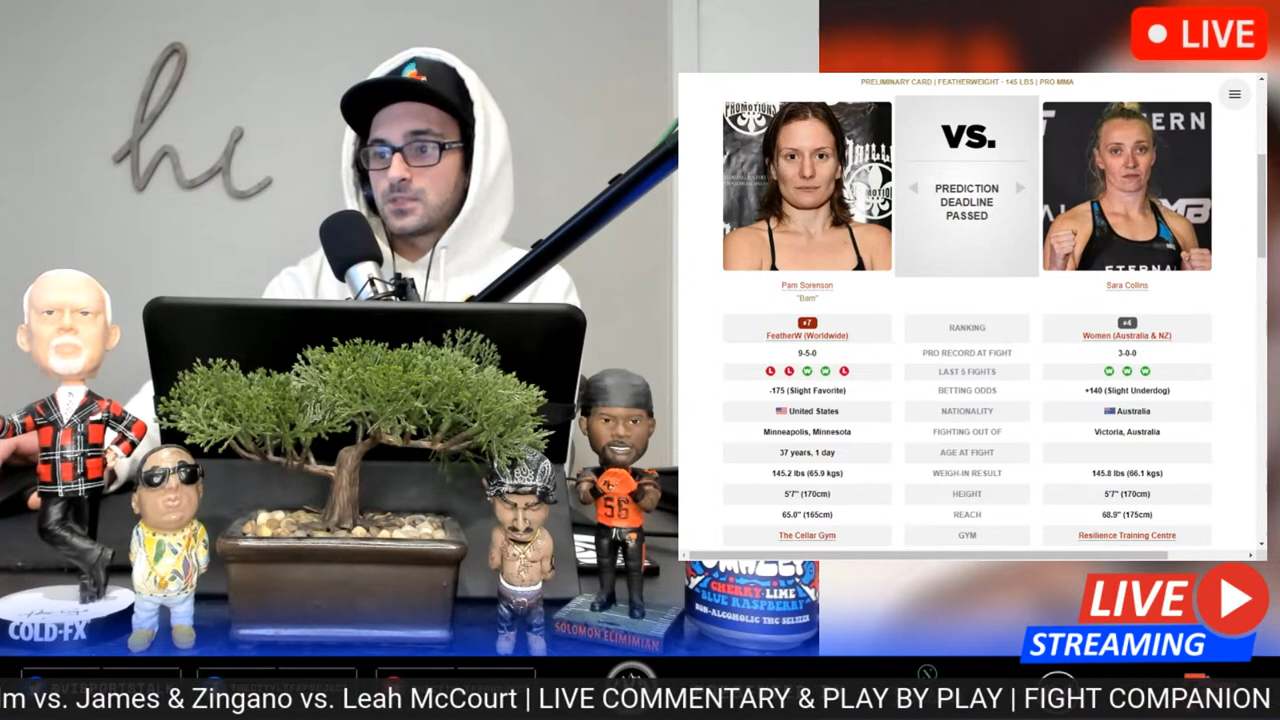 hi
LIVE
PRELIMINARY CARD | FEATHERWEIGHT · 145 LBS | PRO MMA
PROMOTIONS
VS.
PREDICTION
DEADLINE
PASSED
ETERNAL
Pam Sorenson
"Bam"
Sara Collins
#7 RANKING #4
FeatherW (Worldwide) Women (Australia & NZ)
9-5-0 PRO RECORD AT FIGHT 3-0-0
L L W W L LAST 5 FIGHTS W W W
-175 (Slight Favorite) BETTING ODDS +140 (Slight Underdog)
United States NATIONALITY Australia
Minneapolis, Minnesota FIGHTING OUT OF Victoria, Australia
37 years, 1 day AGE AT FIGHT
145.2 lbs (65.9 kgs) WEIGH-IN RESULT 145.8 lbs (66.1 kgs)
5'7" (170cm) HEIGHT 5'7" (170cm)
65.0" (165cm) REACH 68.9" (175cm)
The Cellar Gym GYM Resilience Training Centre
56
COLD-FX
SOLOMON ELIMIMIAN
CHERRY-LIME
BLUE RASPBERRY
NON-ALCOHOLIC THC SELTZER
LIVE
STREAMING
lm vs. James & Zingano vs. Leah McCourt | LIVE COMMENTARY & PLAY BY PLAY | FIGHT COMPANION